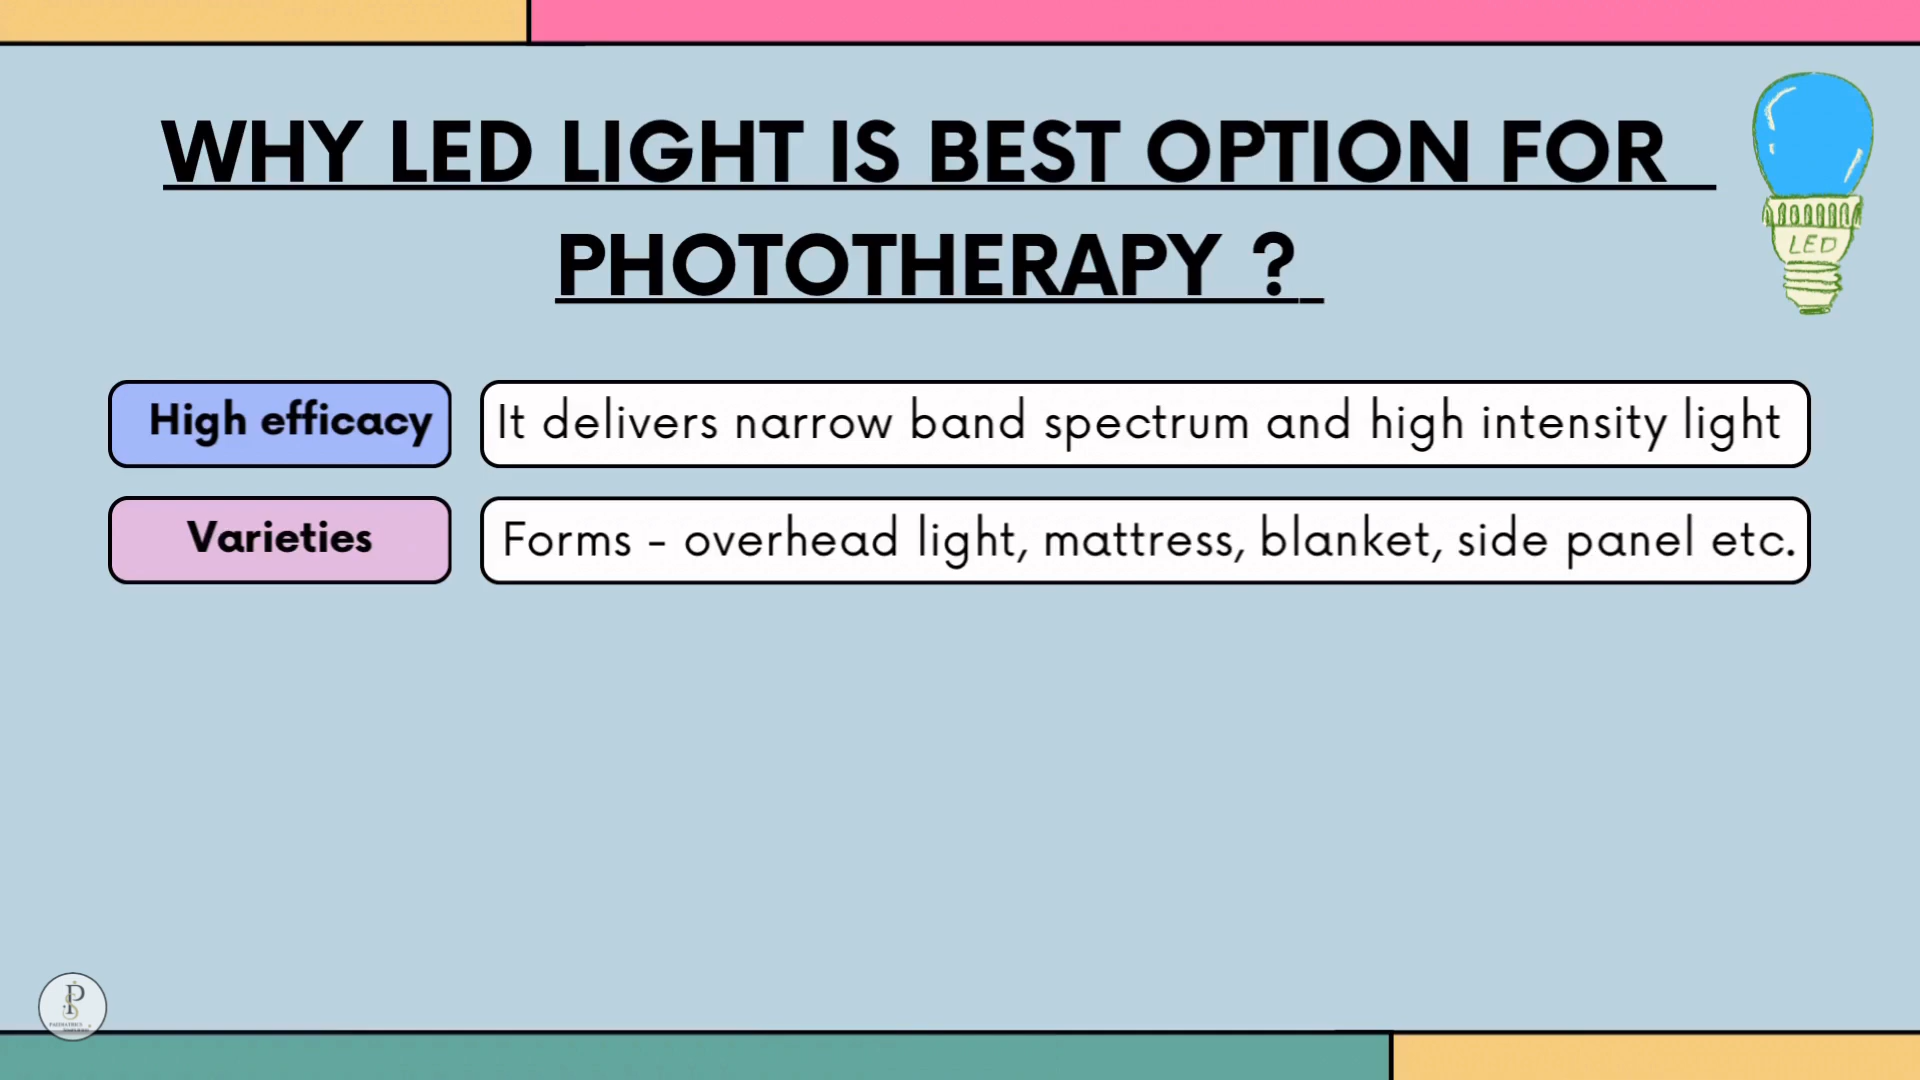 WHY LED LIGHT IS BEST OPTION FOR
PHOTOTHERAPY ?
LED
High efficacy
It delivers narrow band spectrum and high intensity light
Varieties
Forms - overhead light, mattress, blanket, side panel etc.